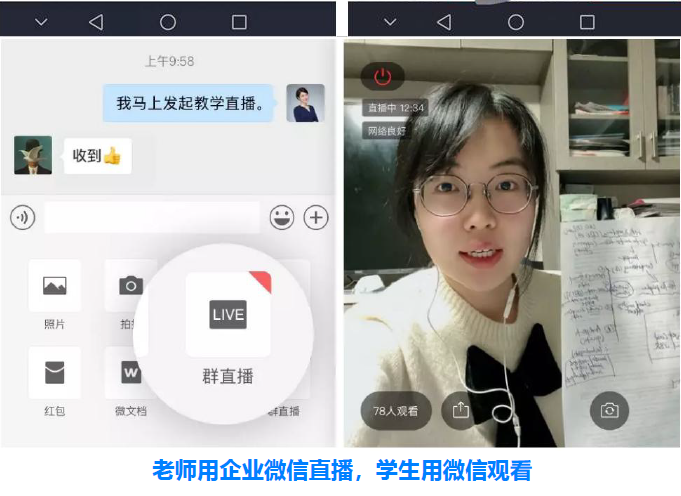 上午9:58
我马上发起教学直播。
收到👍
照片
拍
LIVE
群直播
红包
W
微文档
群直播
直播中 12:34
网络良好
78人观看
老师用企业微信直播，学生用微信观看